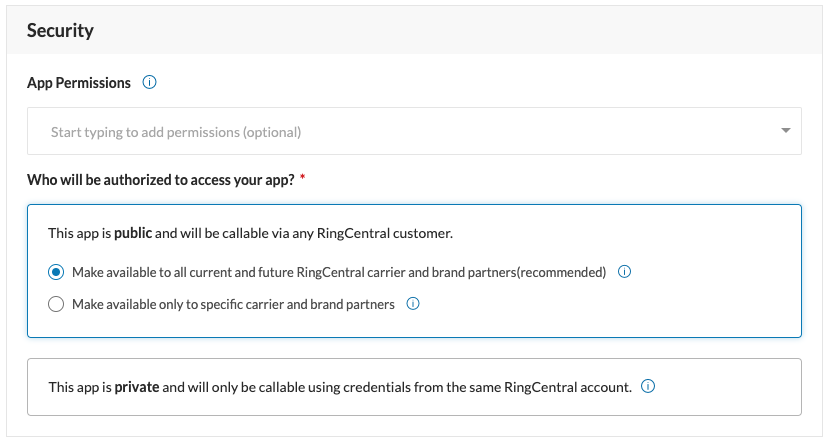 Security
App Permissions
Start typing to add permissions (optional)
Who will be authorized to access your app? *
This app is public and will be callable via any RingCentral customer.
Make available to all current and future RingCentral carrier and brand partners(recommended)
Make available only to specific carrier and brand partners
This app is private and will only be callable using credentials from the same RingCentral account.